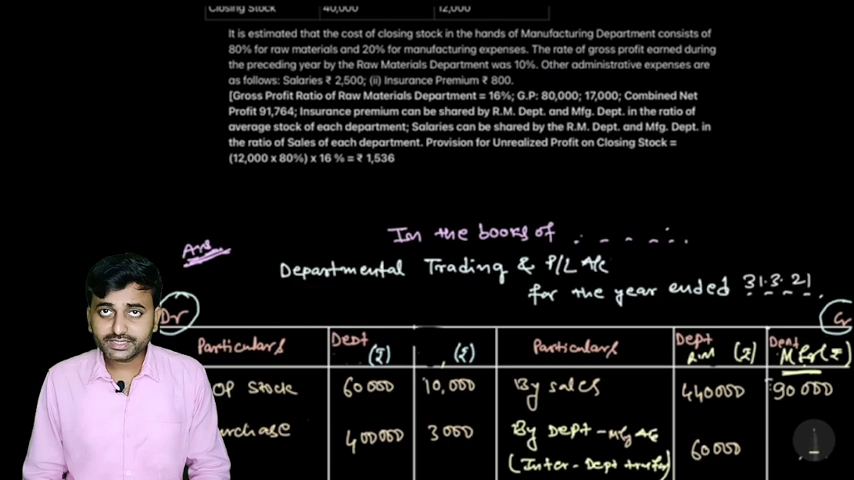 Closing Stock 40,000 12,000
It is estimated that the cost of closing stock in the hands of Manufacturing Department consists of
80% for raw materials and 20% for manufacturing expenses. The rate of gross profit earned during
the preceding year by the Raw Materials Department was 10%. Other administrative expenses are
as follows: Salaries ₹ 2,500; (ii) Insurance Premium ₹ 800.
[Gross Profit Ratio of Raw Materials Department = 16%; G.P: 80,000; 17,000; Combined Net
Profit 91,764; Insurance premium can be shared by R.M. Dept. and Mfg. Dept. in the ratio of
average stock of each department; Salaries can be shared by the R.M. Dept. and Mfg. Dept. in
the ratio of Sales of each department. Provision for Unrealized Profit on Closing Stock =
(12,000 x 80%) x 16 % = ₹ 1,536
Ans
In the books of
Departmental Trading & P/L A/c
for the year ended 31.3.21
Dr Cr
Particulars Dept (₹) (₹) Particulars Dept R.M (₹) Dept Mfg (₹)
OP Stock 60000 10,000 By sales 440000 90000
urchase 400000 3000 By Dept - Mfg A/c
(Inter-Dept trnsfer) 60000